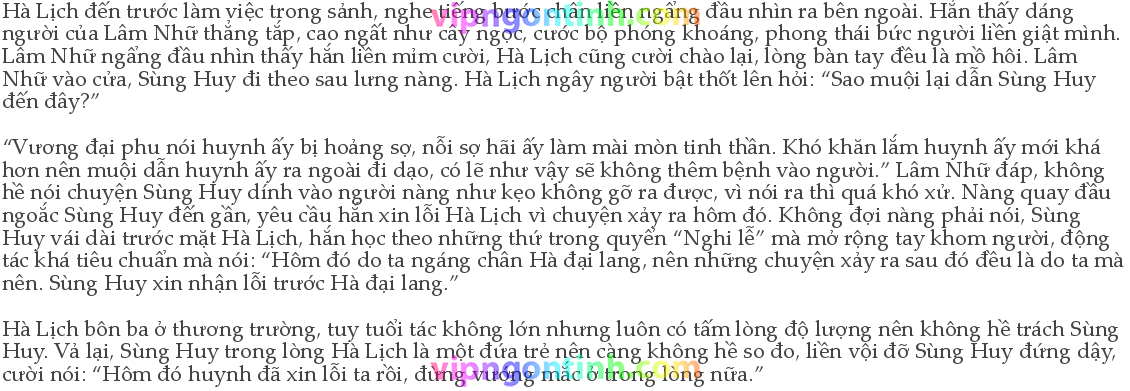 Hà Lịch đến trước làm việc trong sảnh, nghe tiếng bước chân liền ngẩng đầu nhìn ra bên ngoài. Hắn thấy dáng
người của Lâm Nhữ thẳng tắp, cao ngất như cây ngọc, cước bộ phóng khoáng, phong thái bức người liền giật mình.
Lâm Nhữ ngẩng đầu nhìn thấy hắn liền mỉm cười, Hà Lịch cũng cười chào lại, lòng bàn tay đều là mồ hôi. Lâm
Nhữ vào cửa, Sùng Huy đi theo sau lưng nàng. Hà Lịch ngây người bật thốt lên hỏi: “Sao muội lại dẫn Sùng Huy
đến đây?”
“Vương đại phu nói huynh ấy bị hoảng sợ, nỗi sợ hãi ấy làm mài mòn tinh thần. Khó khăn lắm huynh ấy mới khá
hơn nên muội dẫn huynh ấy ra ngoài đi dạo, có lẽ như vậy sẽ không thêm bệnh vào người.” Lâm Nhữ đáp, không
hề nói chuyện Sùng Huy dính vào người nàng như kẹo không gỡ ra được, vì nói ra thì quá khó xử. Nàng quay đầu
ngoắc Sùng Huy đến gần, yêu cầu hắn xin lỗi Hà Lịch vì chuyện xảy ra hôm đó. Không đợi nàng phải nói, Sùng
Huy vái dài trước mặt Hà Lịch, hắn học theo những thứ trong quyển “Nghi lễ” mà mở rộng tay khom người, động
tác khá tiêu chuẩn mà nói: “Hôm đó do ta ngáng chân Hà đại lang, nên những chuyện xảy ra sau đó đều là do ta mà
nên. Sùng Huy xin nhận lỗi trước Hà đại lang.”
Hà Lịch bôn ba ở thương trường, tuy tuổi tác không lớn nhưng luôn có tấm lòng độ lượng nên không hề trách Sùng
Huy. Vả lại, Sùng Huy trong lòng Hà Lịch là một đứa trẻ nên càng không hề so đo, liền vội đỡ Sùng Huy đứng dậy,
cười nói: “Hôm đó huynh đã xin lỗi ta rồi, đừng vướng mắc ở trong lòng nữa.”
vipngontinh.com
vipngontinh.com